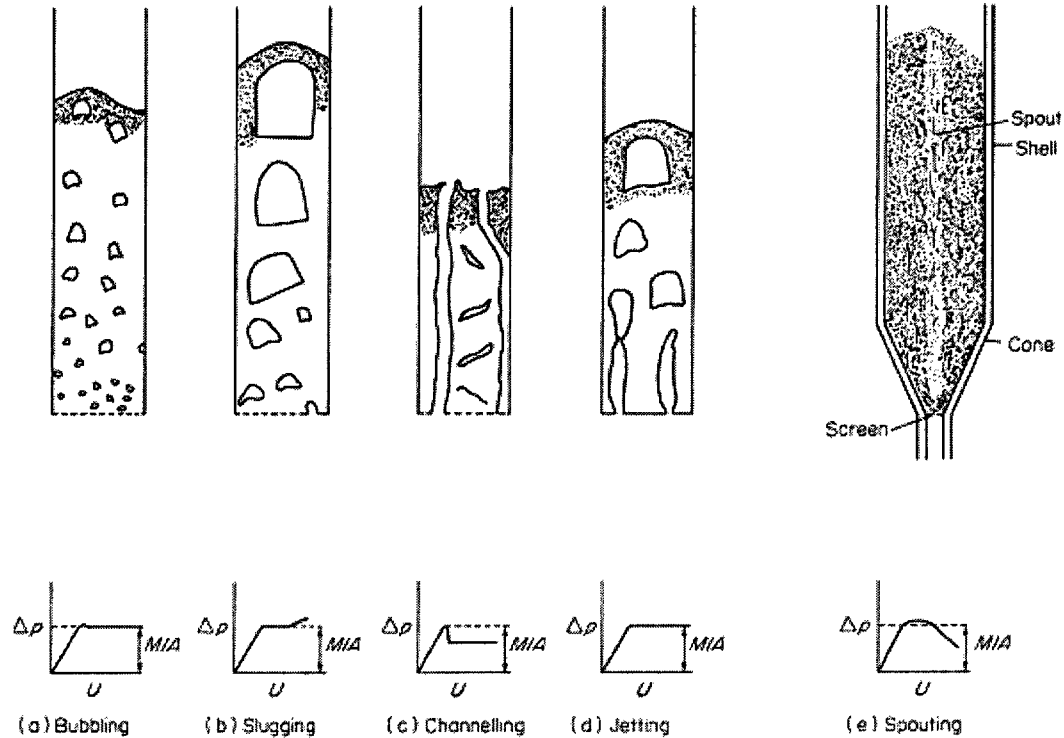 Spout
Shell
Cone
Screen
Δp
MIA
U
Δp
MIA
U
Δp
MIA
U
Δp
MIA
U
Δp
MIA
U
(a) Bubbling
(b) Slugging
(c) Channelling
(d) Jetting
(e) Spouting